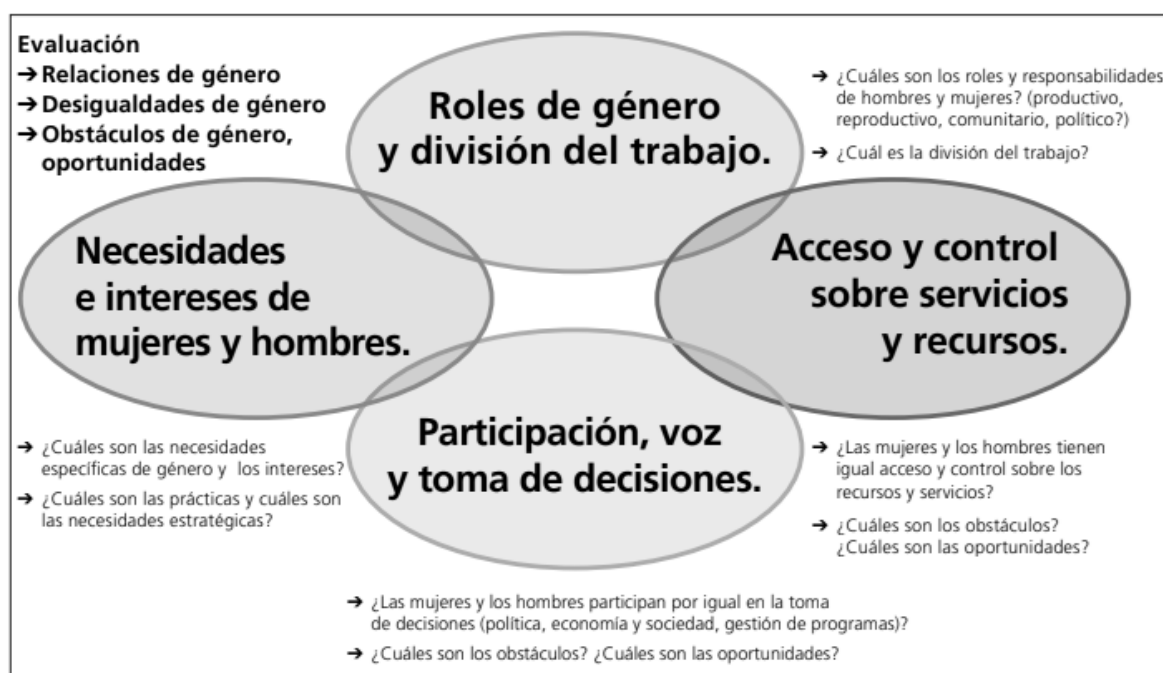 Evaluación
➔ Relaciones de género
➔ Desigualdades de género
➔ Obstáculos de género,
oportunidades
Roles de género
y división del trabajo.
➔ ¿Cuáles son los roles y responsabilidades
de hombres y mujeres? (productivo,
reproductivo, comunitario, político?)
➔ ¿Cuál es la división del trabajo?
Necesidades
e intereses de
mujeres y hombres.
Acceso y control
sobre servicios
y recursos.
Participación, voz
y toma de decisiones.
➔ ¿Cuáles son las necesidades
específicas de género y los intereses?
➔ ¿Cuáles son las prácticas y cuáles son
las necesidades estratégicas?
➔ ¿Las mujeres y los hombres tienen
igual acceso y control sobre los
recursos y servicios?
➔ ¿Cuáles son los obstáculos?
¿Cuáles son las oportunidades?
➔ ¿Las mujeres y los hombres participan por igual en la toma
de decisiones (política, economía y sociedad, gestión de programas)?
➔ ¿Cuáles son los obstáculos? ¿Cuáles son las oportunidades?